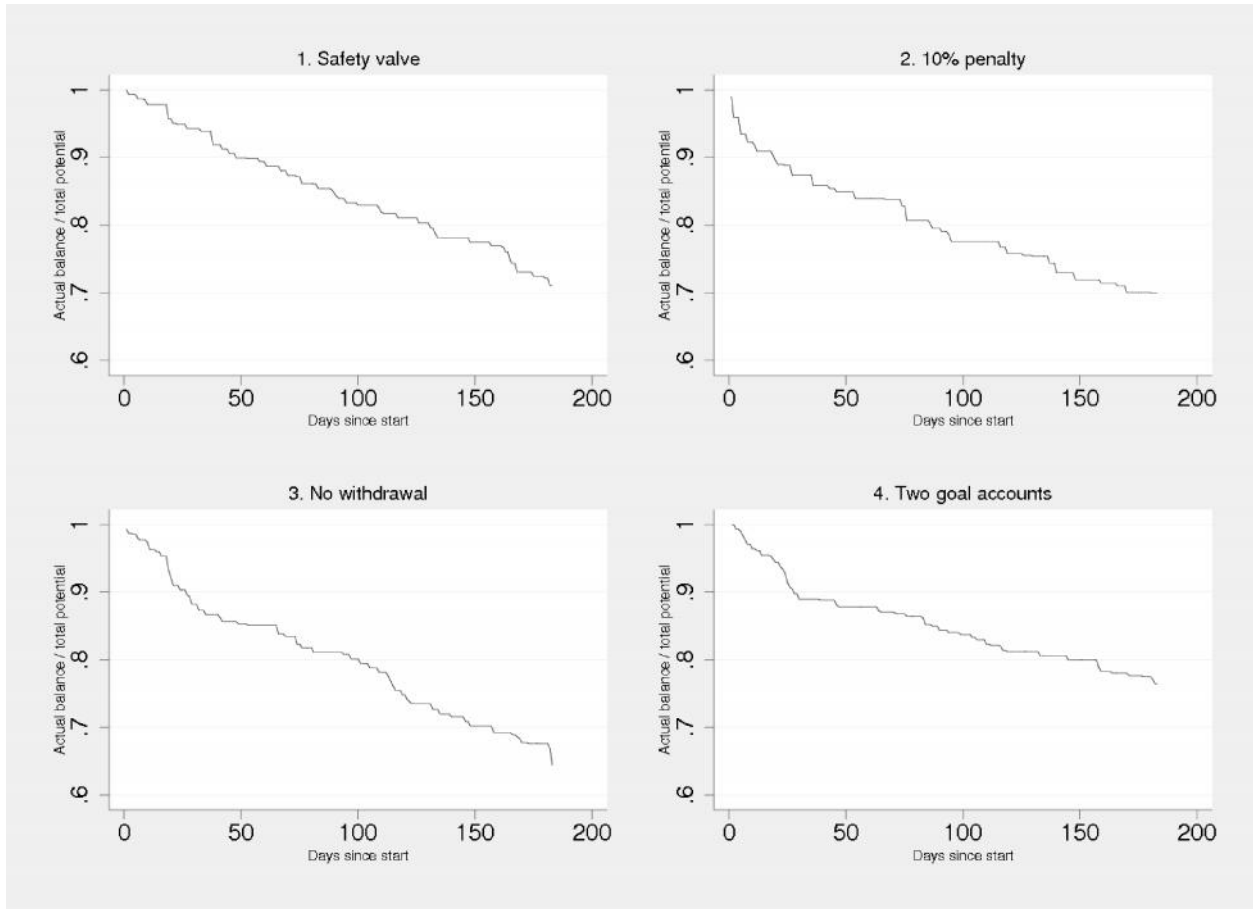 1. Safety valve
Actual balance / total potential
1
.9
.8
.7
.6
0 50 100 150 200
Days since start
2. 10% penalty
Actual balance / total potential
1
.9
.8
.7
.6
0 50 100 150 200
Days since start
3. No withdrawal
Actual balance / total potential
1
.9
.8
.7
.6
0 50 100 150 200
Days since start
4. Two goal accounts
Actual balance / total potential
1
.9
.8
.7
.6
0 50 100 150 200
Days since start